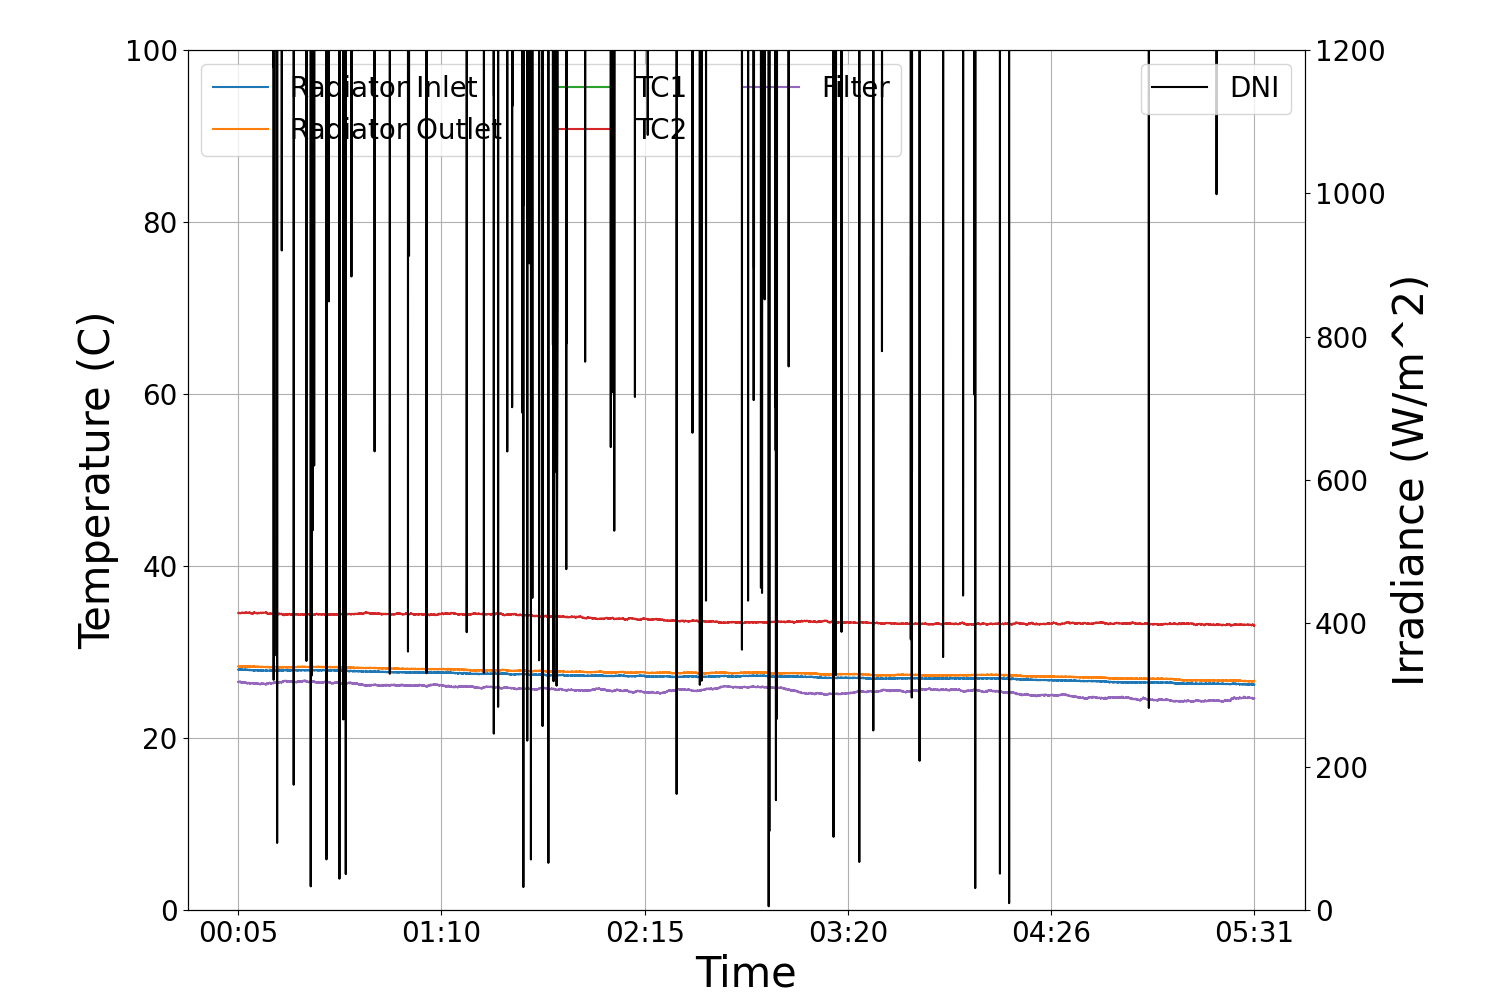 100
80
60
40
20
0
Temperature (C)
Radiator Inlet
Radiator Outlet
TC1
TC2
Filter
DNI
1200
1000
800
600
400
200
0
Irradiance (W/m^2)
00:05
01:10
02:15
03:20
04:26
05:31
Time